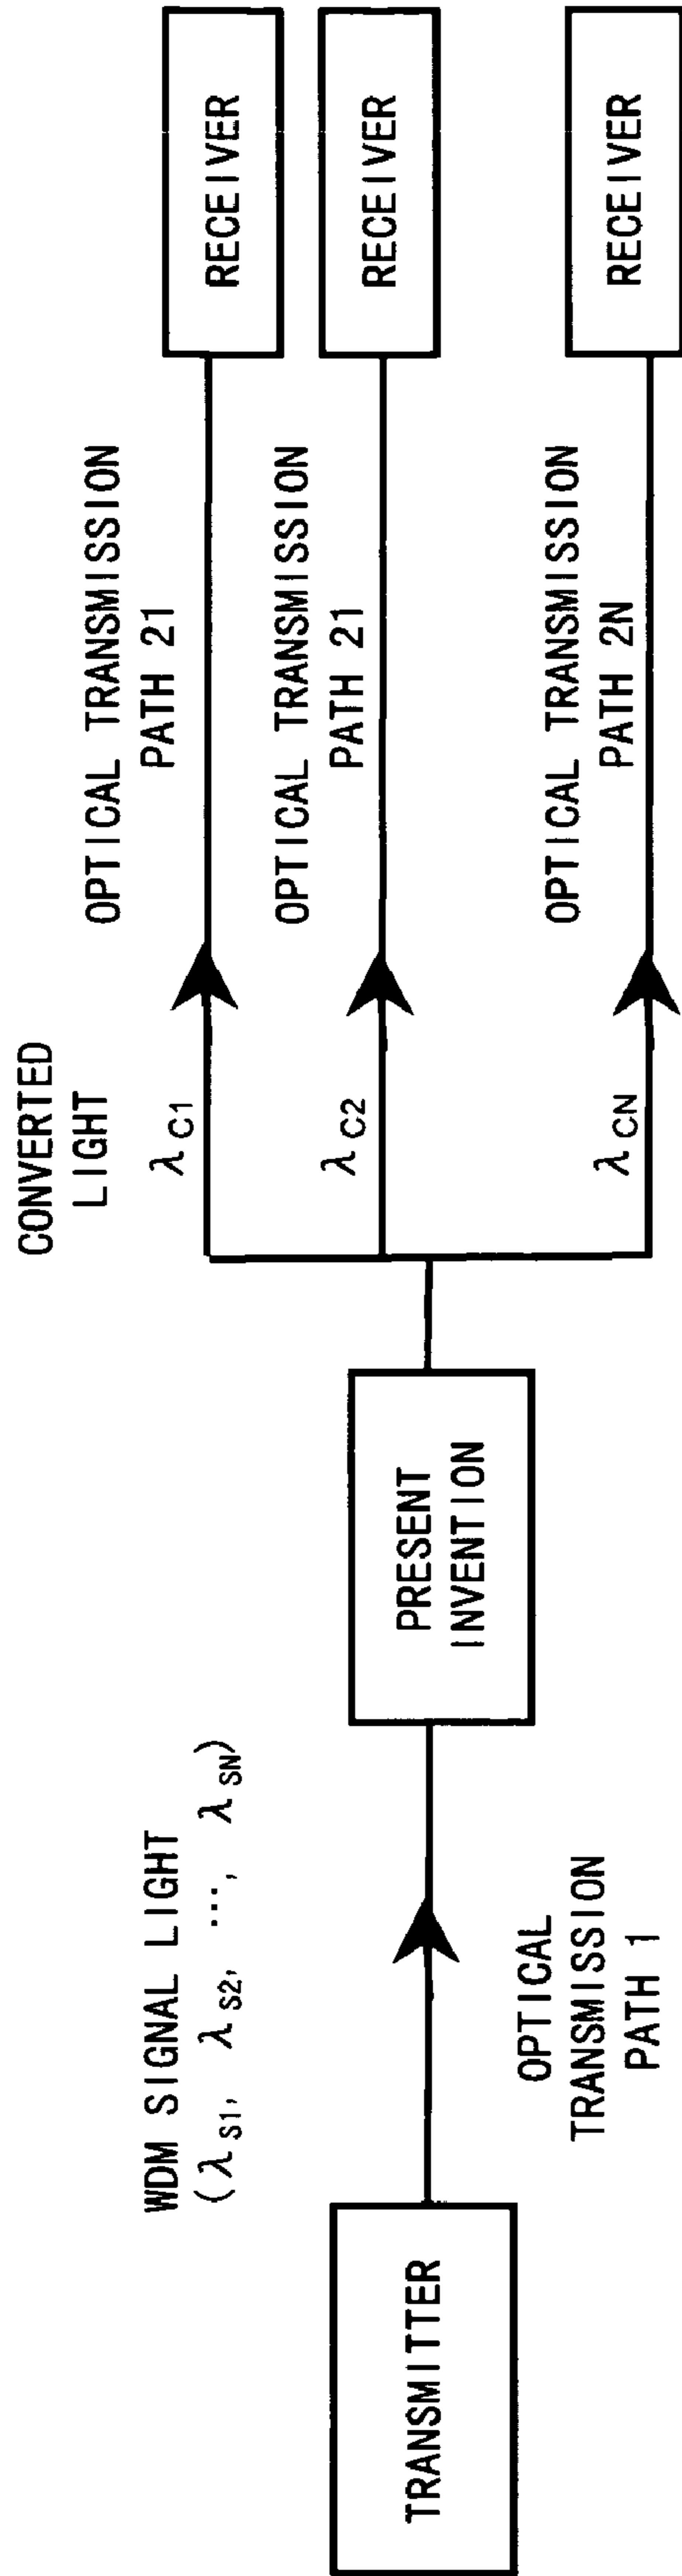 TRANSMITTER
WDM SIGNAL LIGHT
(λS1, λS2, ···, λSN)
OPTICAL
TRANSMISSION
PATH 1
PRESENT
INVENTION
CONVERTED
LIGHT
λC1
OPTICAL TRANSMISSION
PATH 21
RECEIVER
λC2
OPTICAL TRANSMISSION
PATH 21
RECEIVER
λCN
OPTICAL TRANSMISSION
PATH 2N
RECEIVER